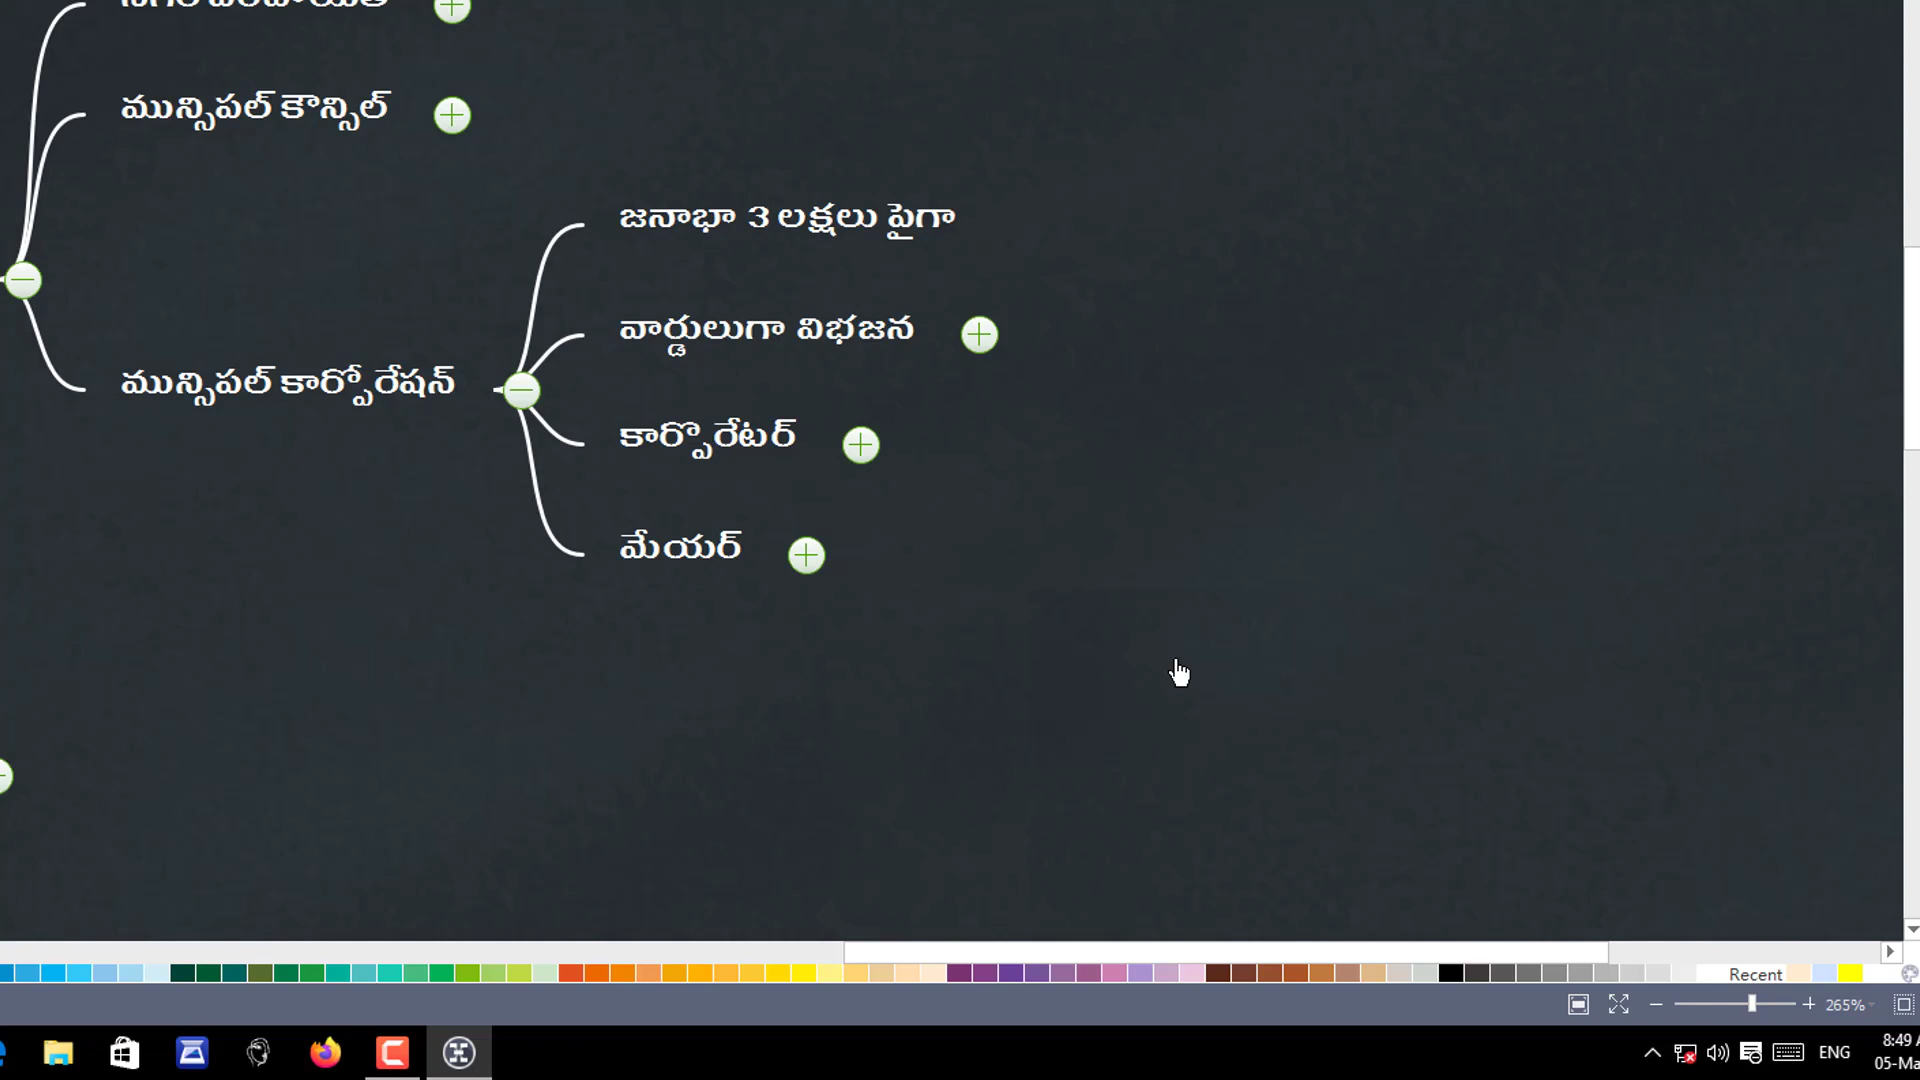 మున్సిపల్ కౌన్సిల్
జనాభా 3 లక్షలు పైగా
వార్డులుగా విభజన
మున్సిపల్ కార్పోరేషన్
కార్పొరేటర్
మేయర్
Recent
265%
8:49
ENG